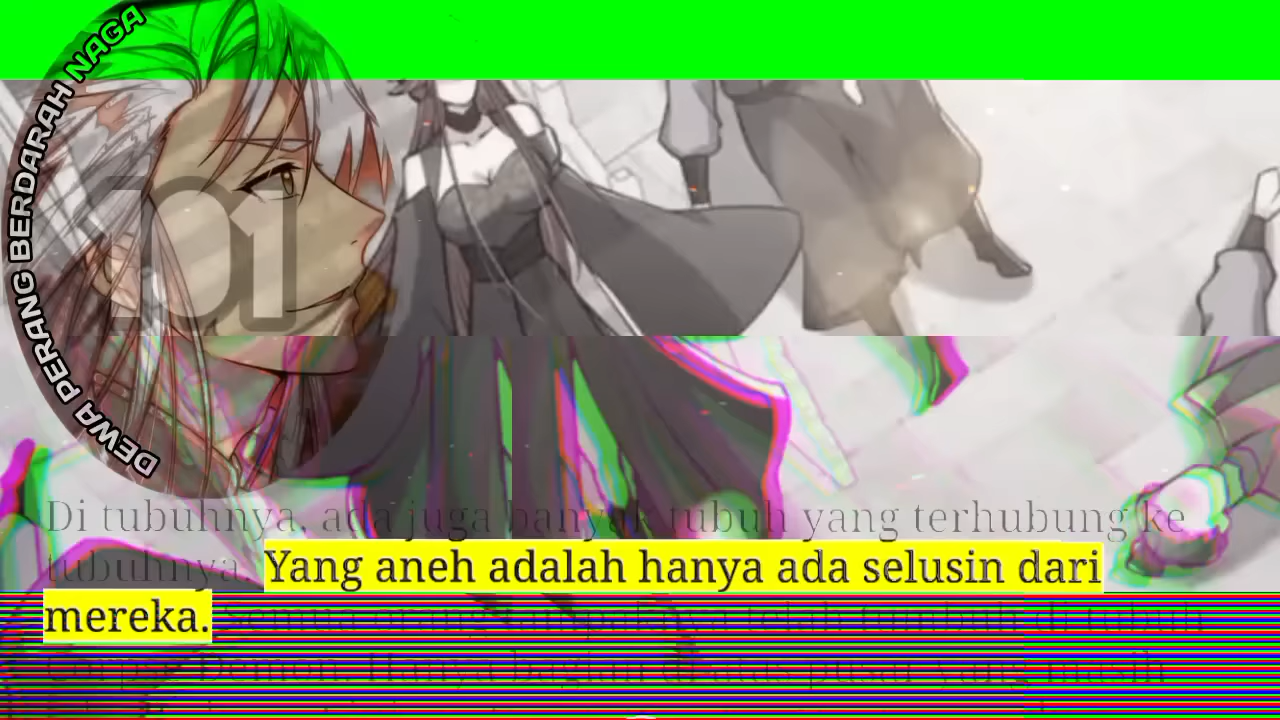 DEWA PERANG BERDARAH NAGA
01
Di tubuhnya, ada juga banyak tubuh yang terhubung ke
tubuhnya. Yang aneh adalah hanya ada selusin dari
mereka. Semua orang tampaknya telah tumbuh di tubuh
Corpse Demon. Hanya bagian di atas pusar yang masih